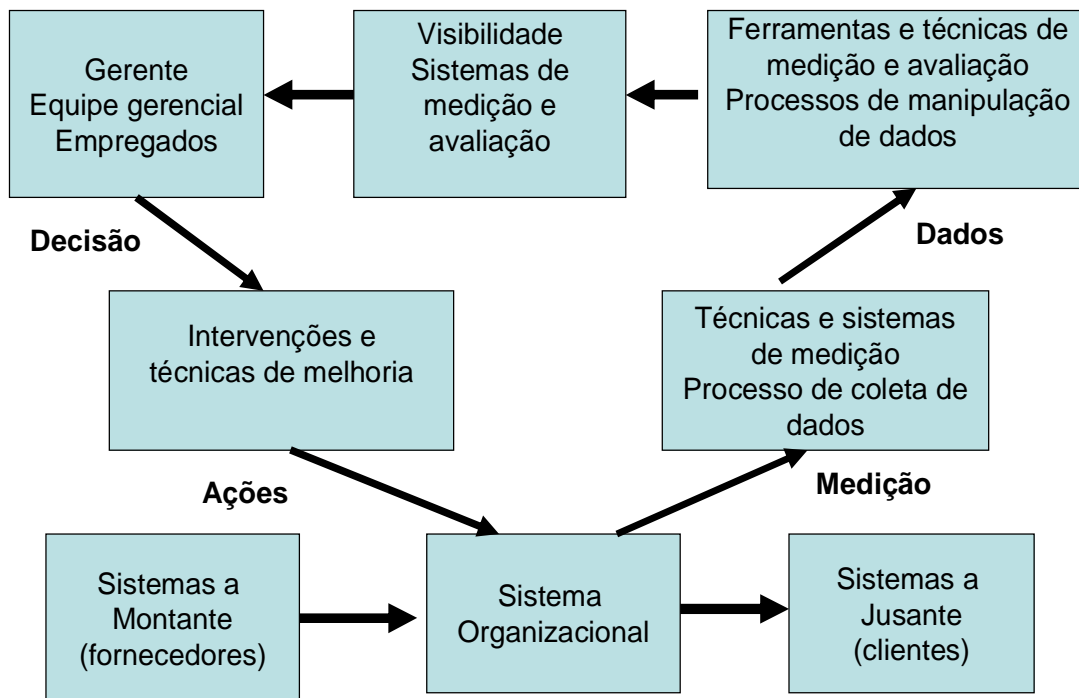 Gerente
Equipe gerencial
Empregados
Visibilidade
Sistemas de
medição e
avaliação
Ferramentas e técnicas de
medição e avaliação
Processos de manipulação
de dados
Decisão
Dados
Intervenções e
técnicas de melhoria
Técnicas e sistemas
de medição
Processo de coleta de
dados
Ações
Medição
Sistemas a
Montante
(fornecedores)
Sistema
Organizacional
Sistemas a
Jusante
(clientes)